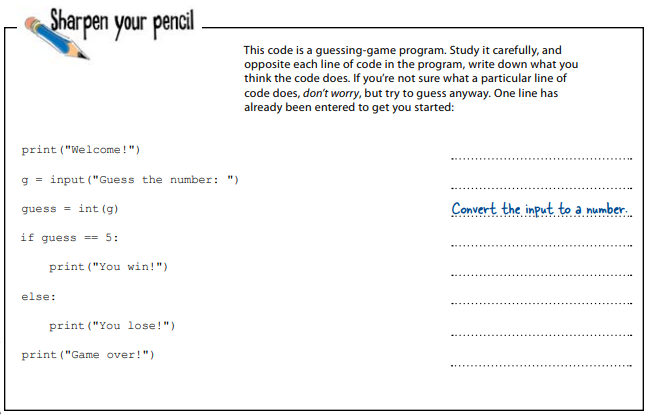 Sharpen your pencil
This code is a guessing-game program. Study it carefully, and
opposite each line of code in the program, write down what you
think the code does. If you're not sure what a particular line of
code does, don't worry, but try to guess anyway. One line has
already been entered to get you started:
print("Welcome!")
g = input("Guess the number: ")
guess = int(g)
Convert the input to a number.
if guess == 5:
    print("You win!")
else:
    print("You lose!")
print("Game over!")